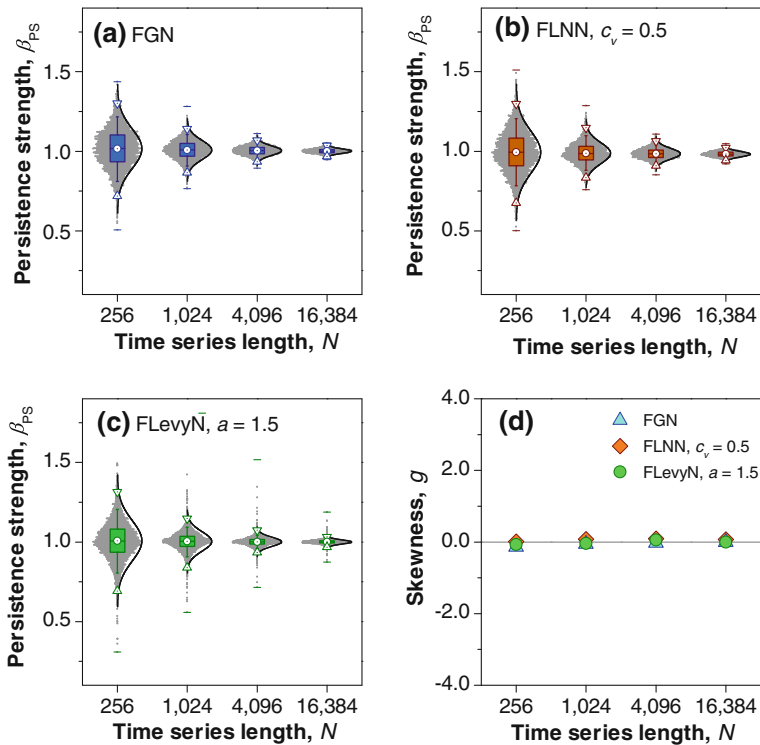 (a) FGN
Persistence strength, βPS
1.5
1.0
0.5
256 1,024 4,096 16,384
Time series length, N
(b) FLNN, cv = 0.5
Persistence strength, βPS
1.5
1.0
0.5
256 1,024 4,096 16,384
Time series length, N
(c) FLevyN, a = 1.5
Persistence strength, βPS
1.5
1.0
0.5
256 1,024 4,096 16,384
Time series length, N
(d)
FGN
FLNN, cv = 0.5
FLevyN, a = 1.5
Skewness, g
4.0
2.0
0.0
-2.0
-4.0
256 1,024 4,096 16,384
Time series length, N